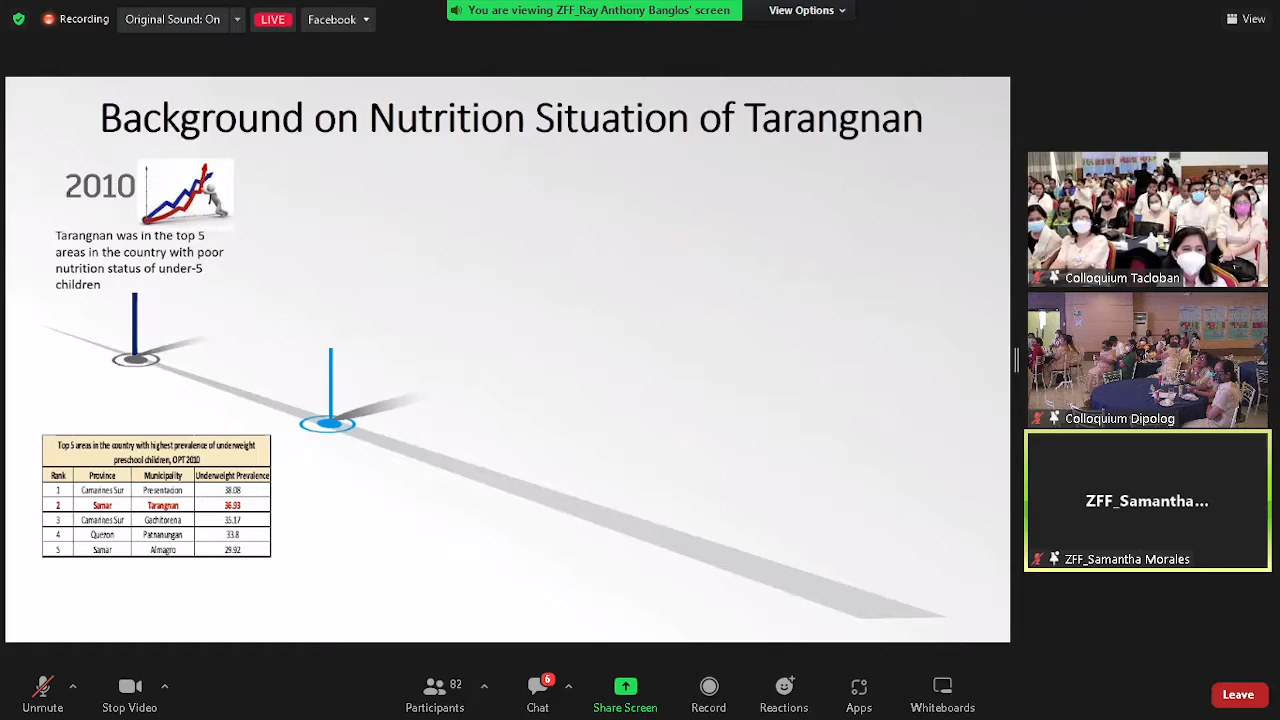 Recording
Original Sound: On
LIVE
Facebook
You are viewing ZFF_Ray Anthony Banglos' screen
View Options
View
Background on Nutrition Situation of Tarangnan
2010
Tarangnan was in the top 5
areas in the country with poor
nutrition status of under-5
children
Top 5 areas in the country with highest prevalence of underweight
preschool children, OPT 2010
Rank Province Municipality Underweight Prevalence
1 Camarines Sur Presentacion 38.08
2 Samar Tarangnan 36.93
3 Camarines Sur Gachitorena 35.17
4 Quezon Patnanungan 33.8
5 Samar Almagro 29.92
Colloquium Tacloban
Colloquium Dipolog
ZFF_Samantha...
ZFF_Samantha Morales
Unmute
Stop Video
82
Participants
6
Chat
Share Screen
Record
Reactions
Apps
Whiteboards
Leave